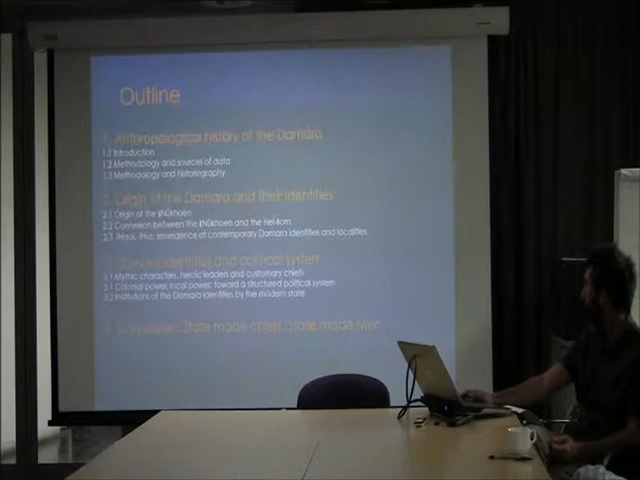 Outline
1. Anthropological history of the Damara
1.1 Introduction
1.2 Methodology and sources of data
1.3 Methodology and historiography
2. Origin of the Damara and their identities
2.1 Origin of the ǂNūkhoen
2.2 Connexion between the ǂNūkhoen and the Hei-ǁom
2.3 emergence of contemporary Damara identities and localities
3. Damara identities and political system
3.1 Mythic characters, heroic leaders and customary chiefs
3.1 Colonial power, local power: toward a structured political system
3.2 Institutions of the Damara identities by the modern state
4. Conclusion: State made chiefs, State made Men